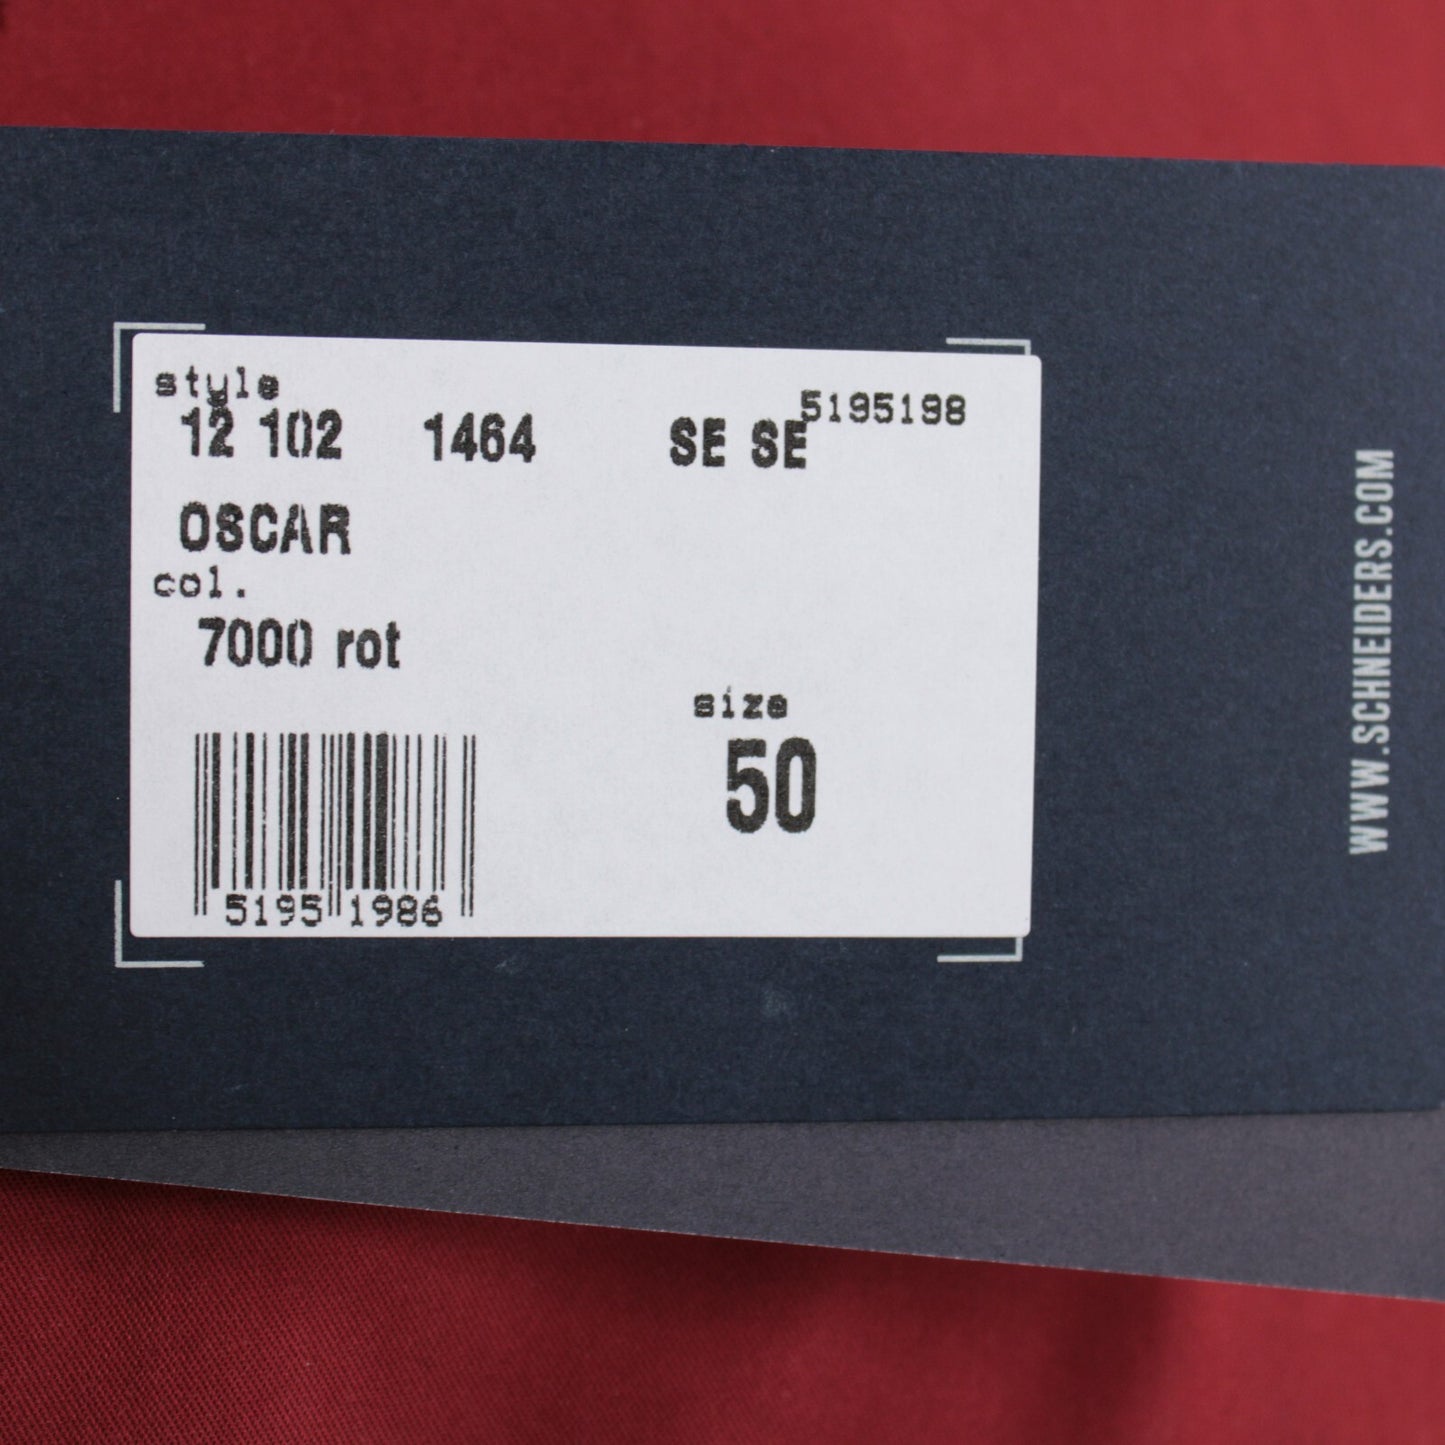 style
12 102 1464 SE SE 5195198
OSCAR
col.
7000 rot
size
50
5195 1986
WWW.SCHNEIDERS.COM